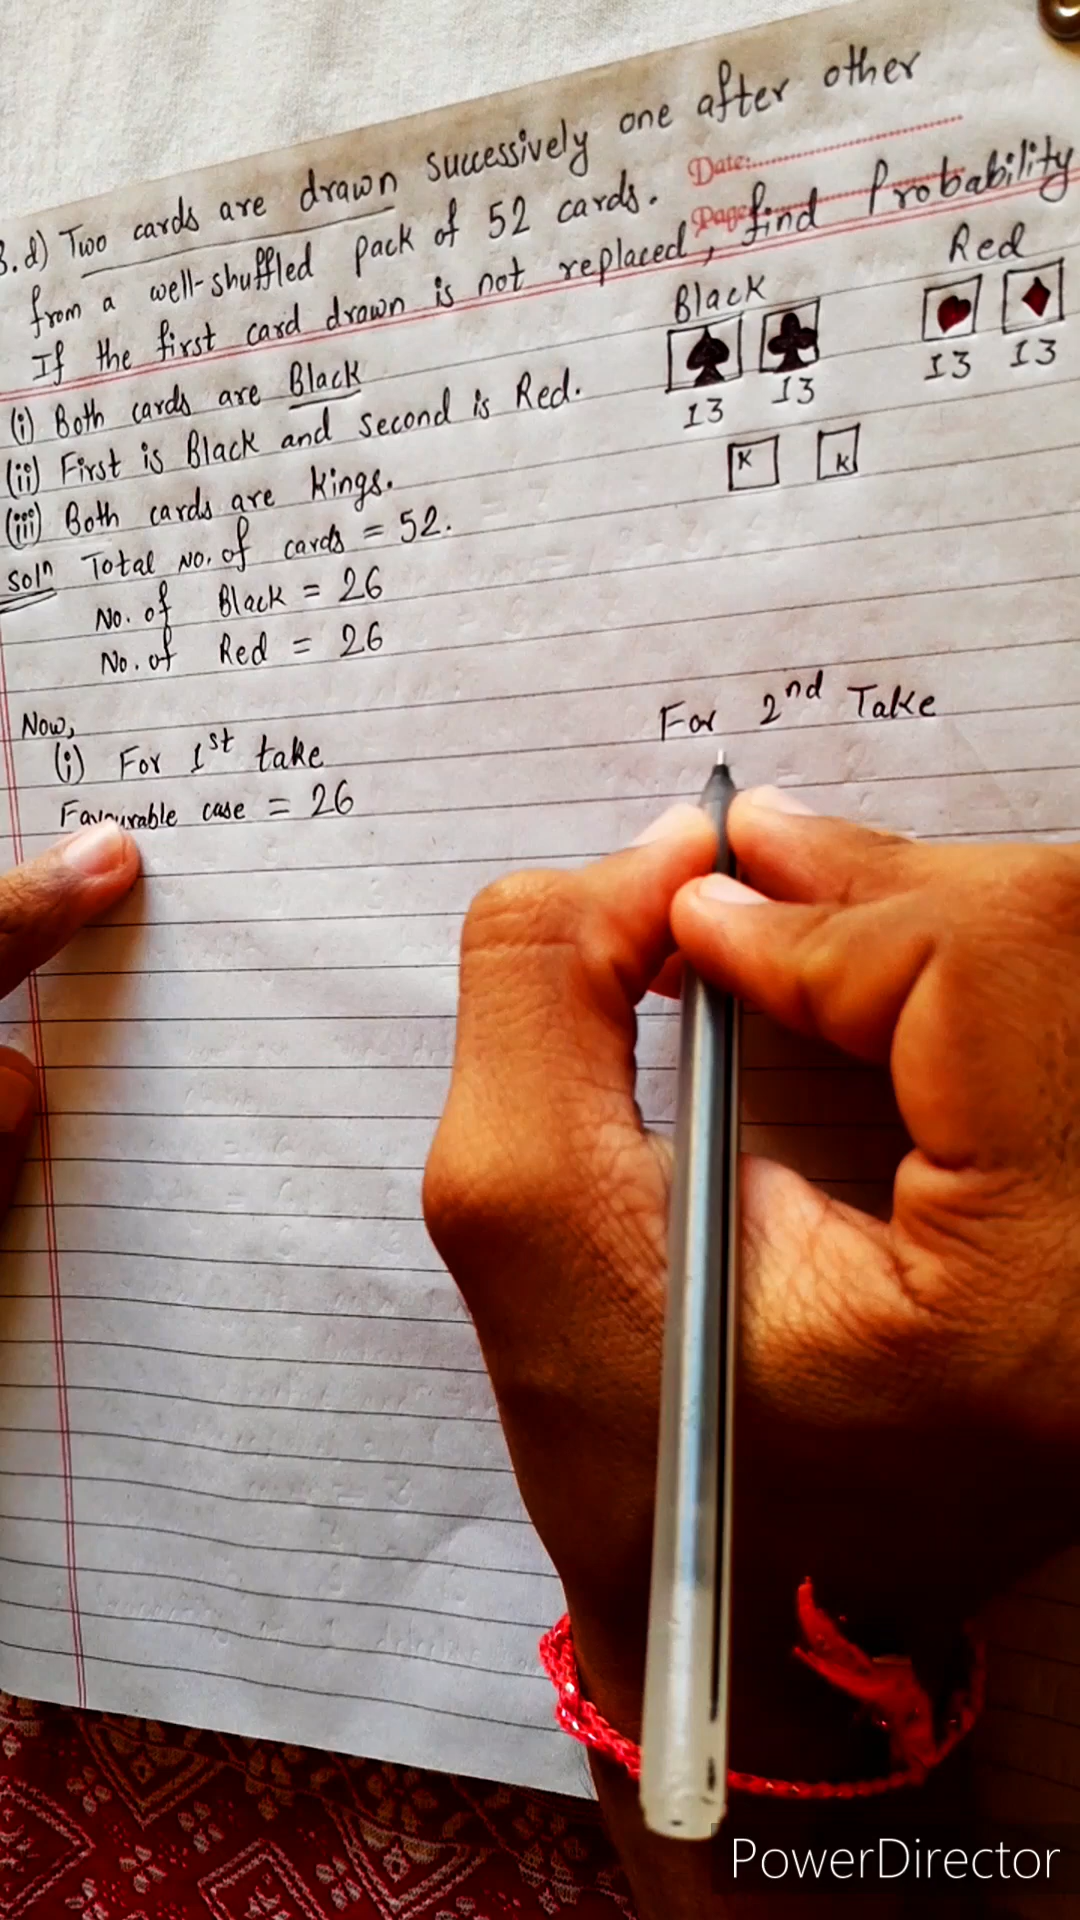 3.d) Two cards are drawn successively one after other
from a well-shuffled pack of 52 cards.
If the first card drawn is not replaced, find Probability
Date:
Page:
(i) Both cards are Black
(ii) First is Black and second is Red.
(iii) Both cards are kings.
Black
Red
13 13
13 13
K K
Soln Total No. of cards = 52.
No. of Black = 26
No. of Red = 26
Now,
(i) For 1st take
Favourable case = 26
For 2nd Take
PowerDirector